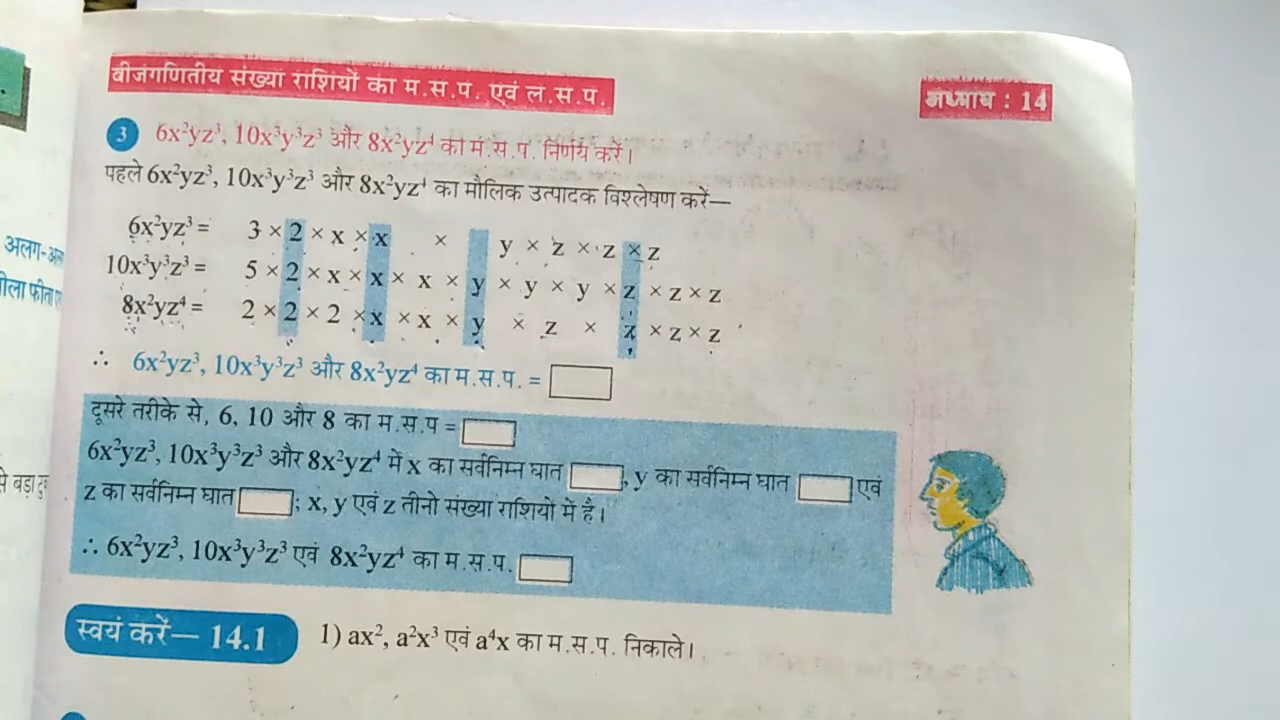 बीजगणितीय संख्या राशियों का म.स.प. एवं ल.स.प.
अध्याय : 14
3 6x²yz³, 10x³y³z³ और 8x²yz⁴ का म.स.प. निर्णय करें।
पहले 6x²yz³, 10x³y³z³ और 8x²yz⁴ का मौलिक उत्पादक विश्लेषण करें—
6x²yz³ = 3 × 2 × x × x × y × z × z × z
10x³y³z³ = 5 × 2 × x × x × x × y × y × y × z × z × z
8x²yz⁴ = 2 × 2 × 2 × x × x × y × z × z × z × z
∴ 6x²yz³, 10x³y³z³ और 8x²yz⁴ का म.स.प. =
दूसरे तरीके से, 6, 10 और 8 का म.स.प =
6x²yz³, 10x³y³z³ और 8x²yz⁴ में x का सर्वनिम्न घात , y का सर्वनिम्न घात एवं
z का सर्वनिम्न घात ; x, y एवं z तीनो संख्या राशियों में है।
∴ 6x²yz³, 10x³y³z³ एवं 8x²yz⁴ का म.स.प.
स्वयं करें— 14.1 1) ax², a²x³ एवं a⁴x का म.स.प. निकाले।
अलग-
नीला फीता
से बड़ा